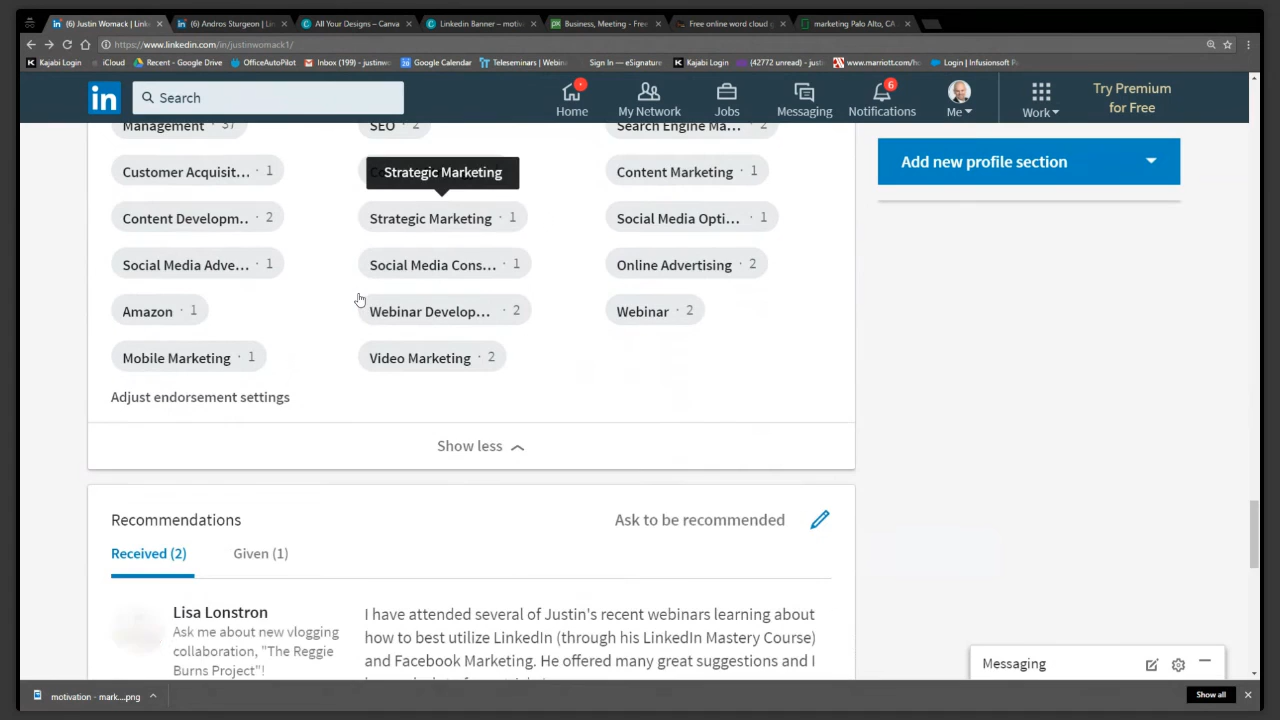 (6) Justin Womack | Link
(6) Andros Sturgeon | Lin
All Your Designs – Canva
Linkedin Banner – motiv
Business, Meeting - Free
Free online word cloud g
marketing Palo Alto, CA
https://www.linkedin.com/in/justinwomack1/
Kajabi Login
iCloud
Recent - Google Drive
OfficeAutoPilot
Inbox (199) - justinwo
Google Calendar
Teleseminars | Webin
Sign In — eSignature
Kajabi Login
(42772 unread) - just
www.marriott.com/ho
Login | Infusionsoft
in
Search
Home
My Network
Jobs
Messaging
6
Notifications
Me
Work
Try Premium
for Free
Management · 37
SEO · 2
Search Engine Ma... · 2
Add new profile section
Customer Acquisit... · 1
Strategic Marketing
Content Marketing · 1
Content Developm... · 2
Strategic Marketing · 1
Social Media Opti... · 1
Social Media Adve... · 1
Social Media Cons... · 1
Online Advertising · 2
Amazon · 1
Webinar Develop... · 2
Webinar · 2
Mobile Marketing · 1
Video Marketing · 2
Adjust endorsement settings
Show less
Recommendations
Ask to be recommended
Received (2)
Given (1)
Lisa Lonstron
Ask me about new vlogging
collaboration, "The Reggie
Burns Project"!
I have attended several of Justin's recent webinars learning about
how to best utilize LinkedIn (through his LinkedIn Mastery Course)
and Facebook Marketing. He offered many great suggestions and I
Messaging
motivation - mark....png
Show all